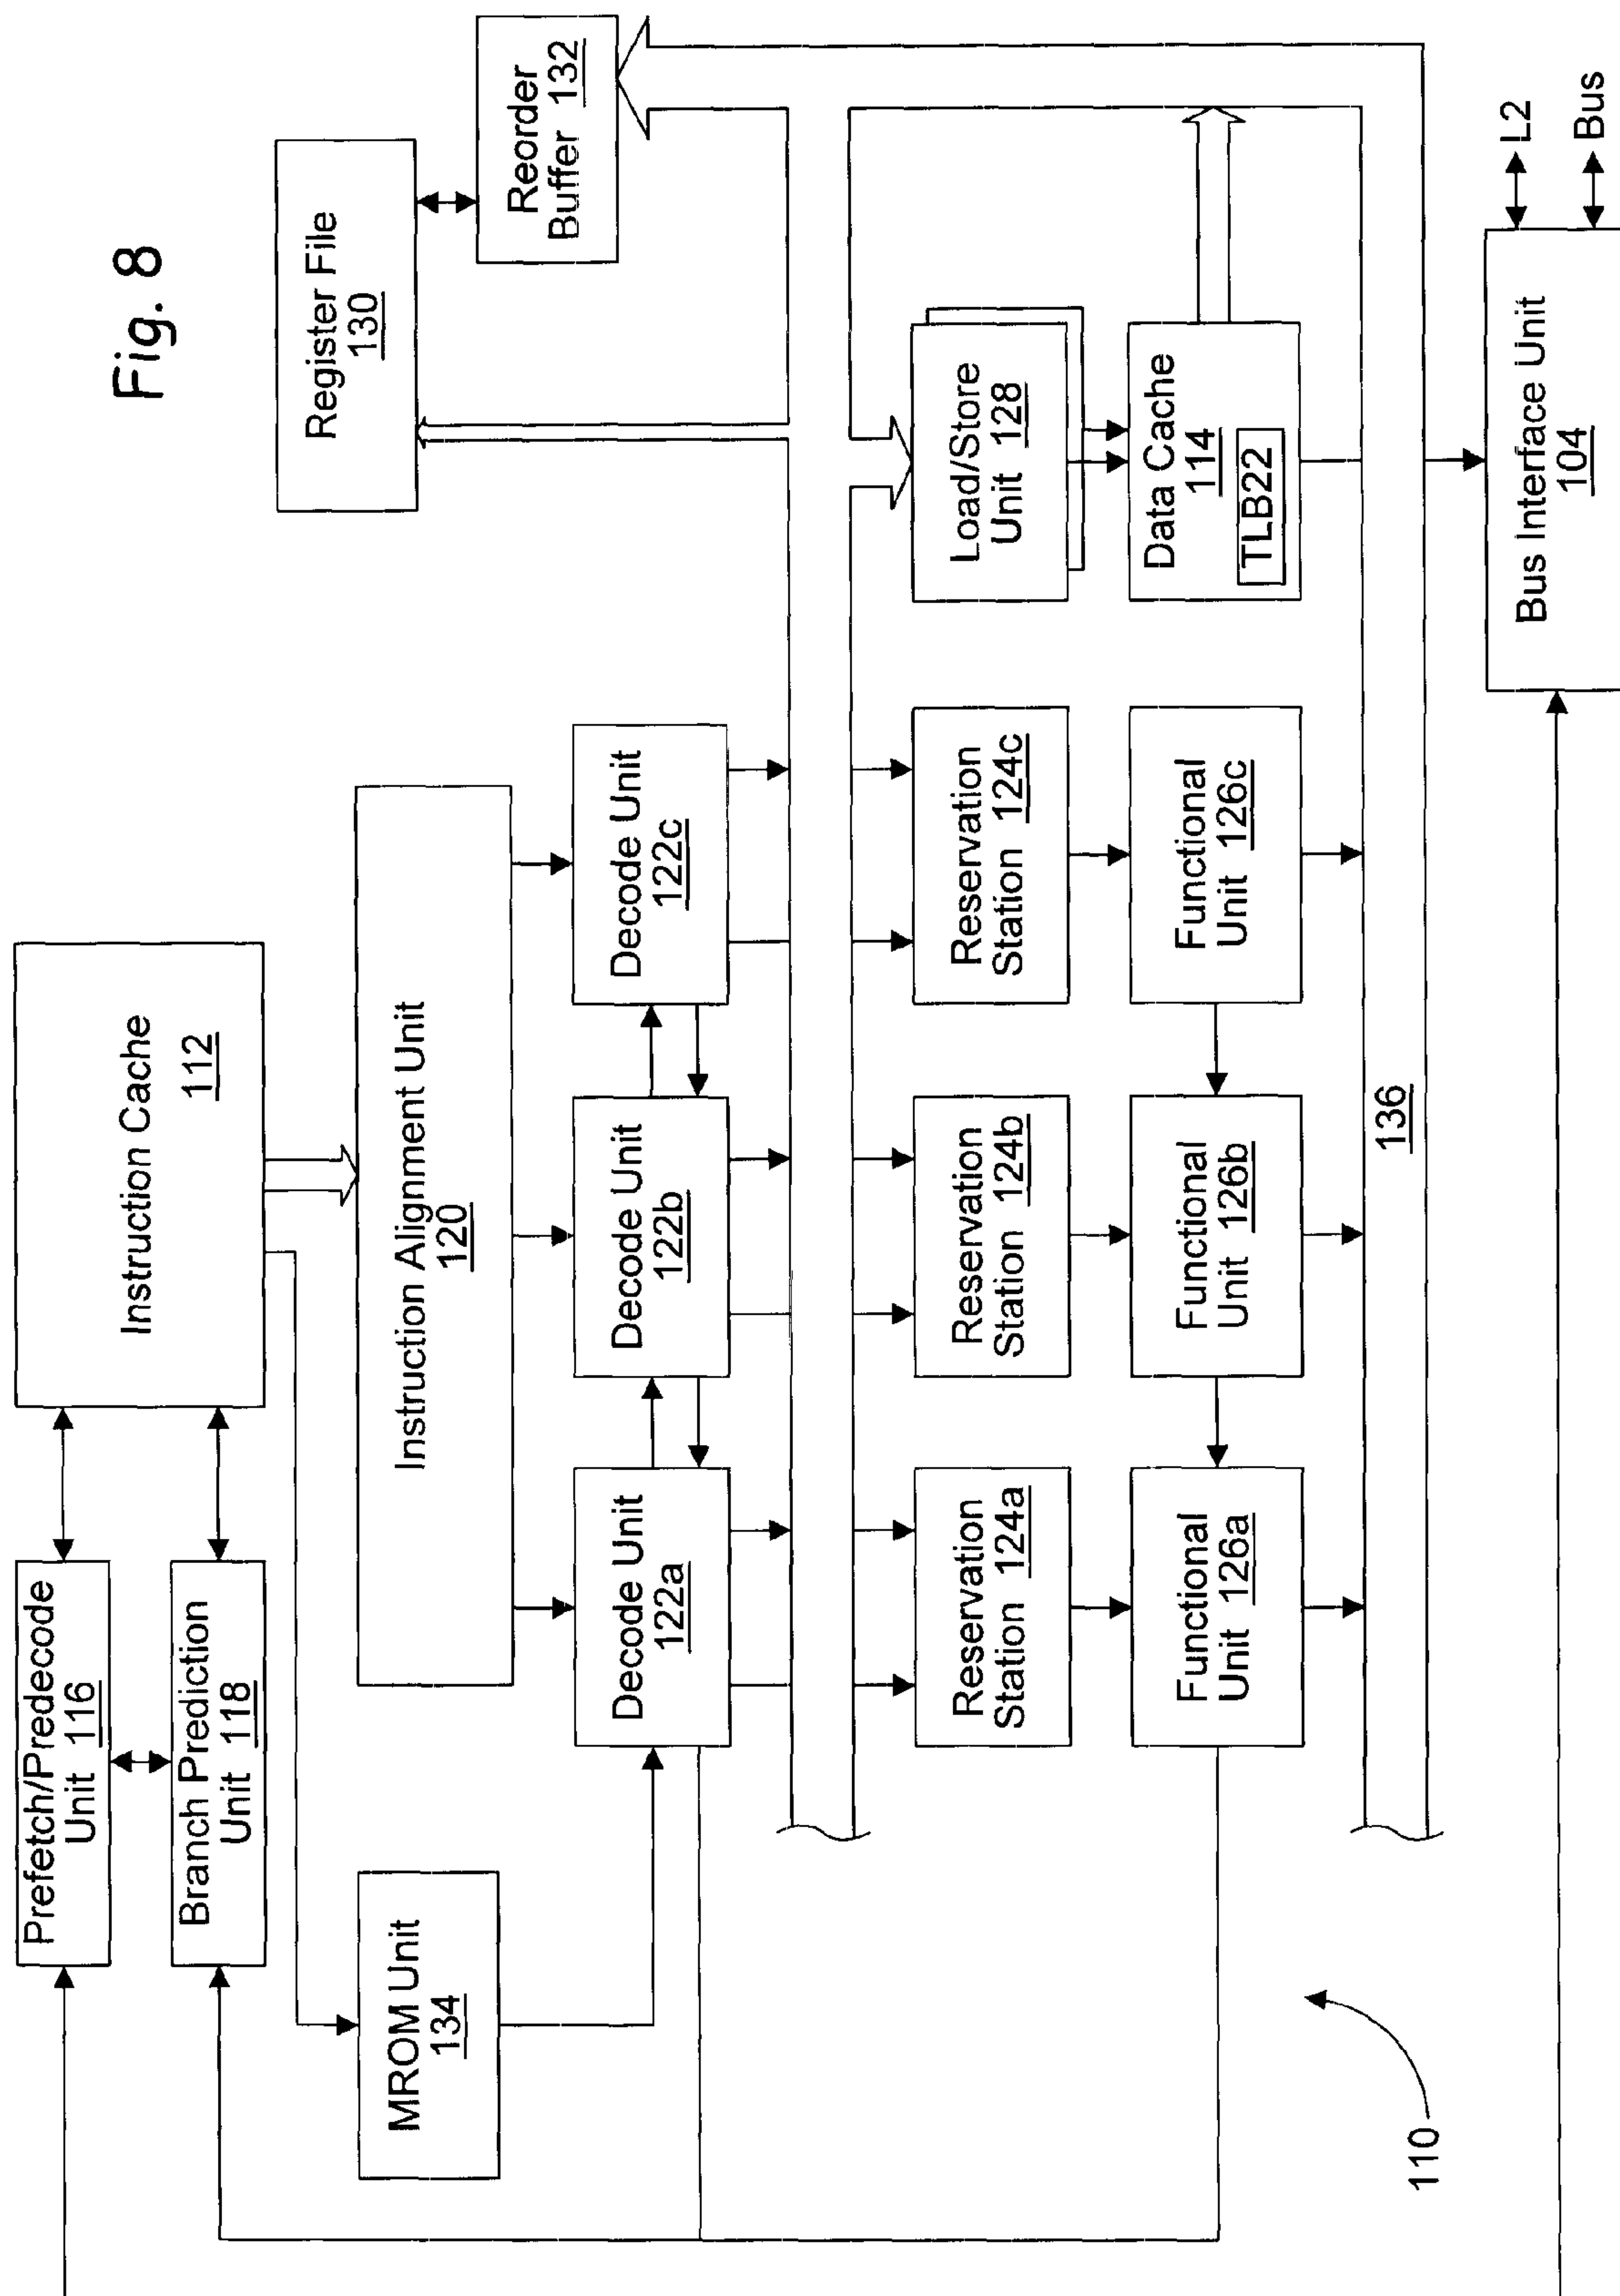 Fig. 8
Prefetch/Predecode
Unit 116
Branch Prediction
Unit 118
Instruction Cache
112
Register File
130
Reorder
Buffer 132
MROM Unit
134
Instruction Alignment Unit
120
Decode Unit
122a
Decode Unit
122b
Decode Unit
122c
Reservation
Station 124a
Reservation
Station 124b
Reservation
Station 124c
Load/Store
Unit 128
Functional
Unit 126a
Functional
Unit 126b
Functional
Unit 126c
Data Cache
114
TLB22
136
110
Bus Interface Unit
104
L2
Bus